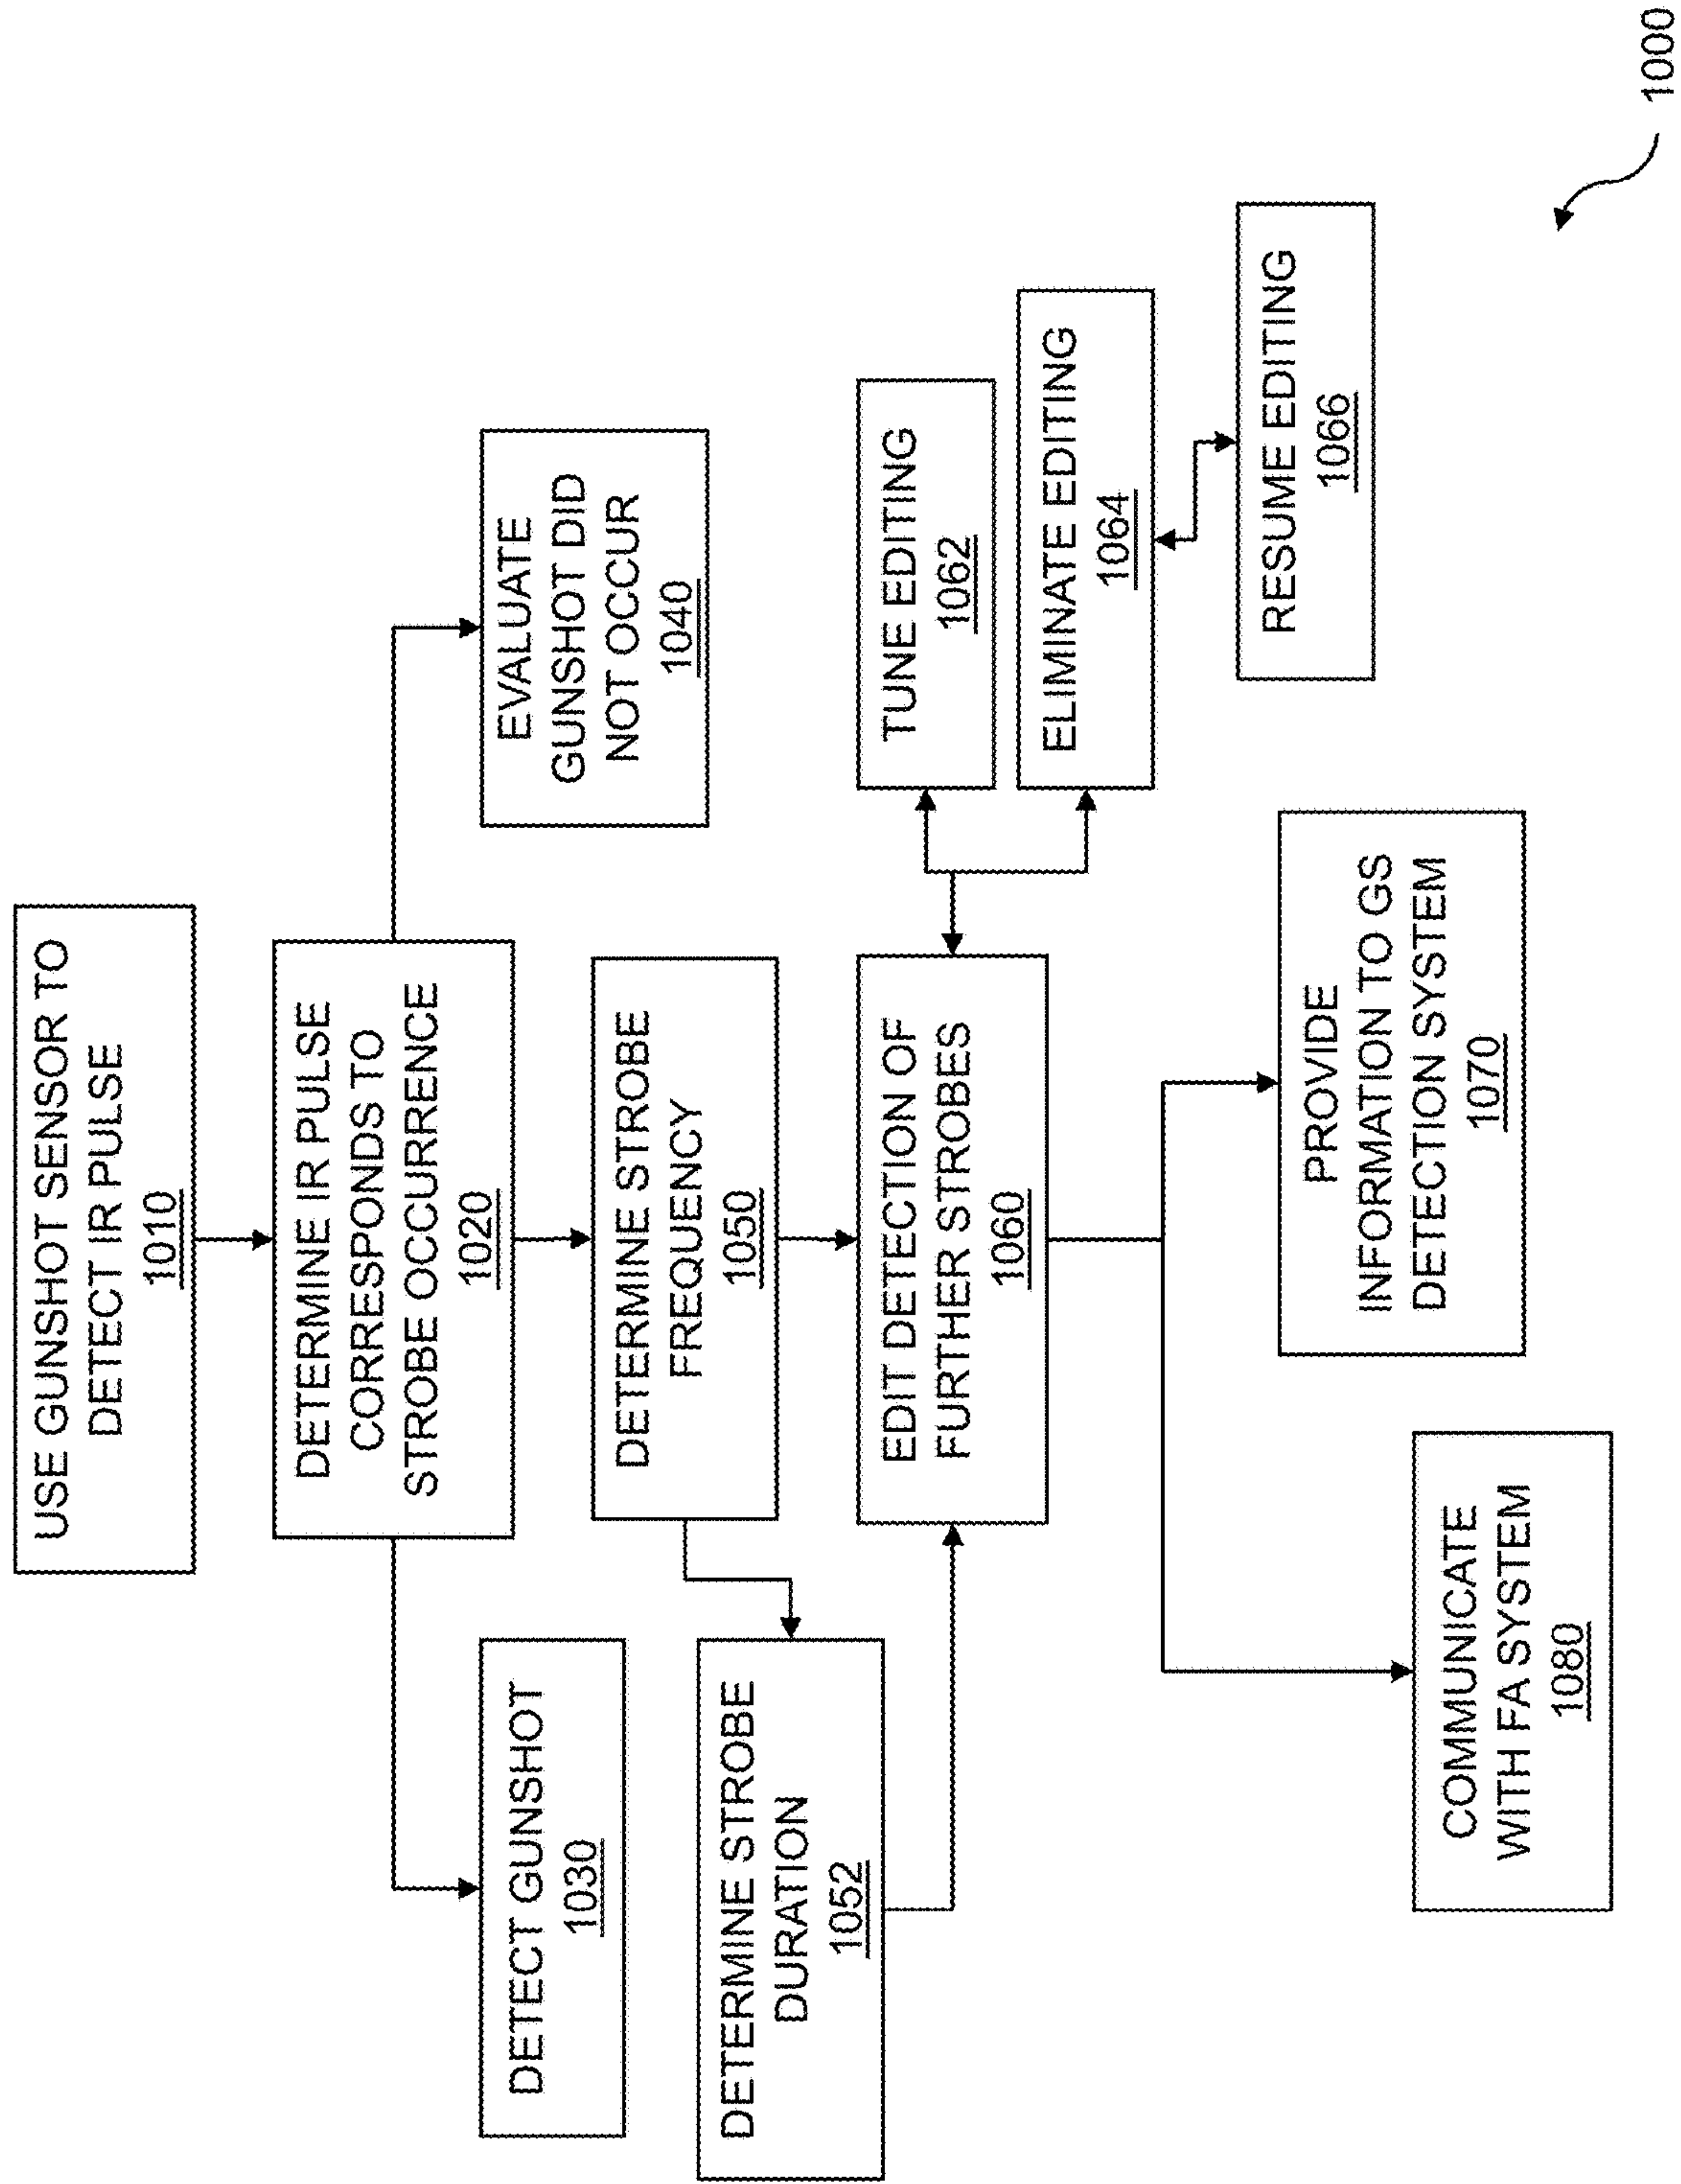 USE GUNSHOT SENSOR TO
DETECT IR PULSE
1010
DETERMINE IR PULSE
CORRESPONDS TO
STROBE OCCURRENCE
1020
DETECT GUNSHOT
1030
EVALUATE
GUNSHOT DID
NOT OCCUR
1040
DETERMINE STROBE
FREQUENCY
1050
DETERMINE STROBE
DURATION
1052
EDIT DETECTION OF
FURTHER STROBES
1060
TUNE EDITING
1062
ELIMINATE EDITING
1064
RESUME EDITING
1066
PROVIDE
INFORMATION TO GS
DETECTION SYSTEM
1070
COMMUNICATE
WITH FA SYSTEM
1080
1000